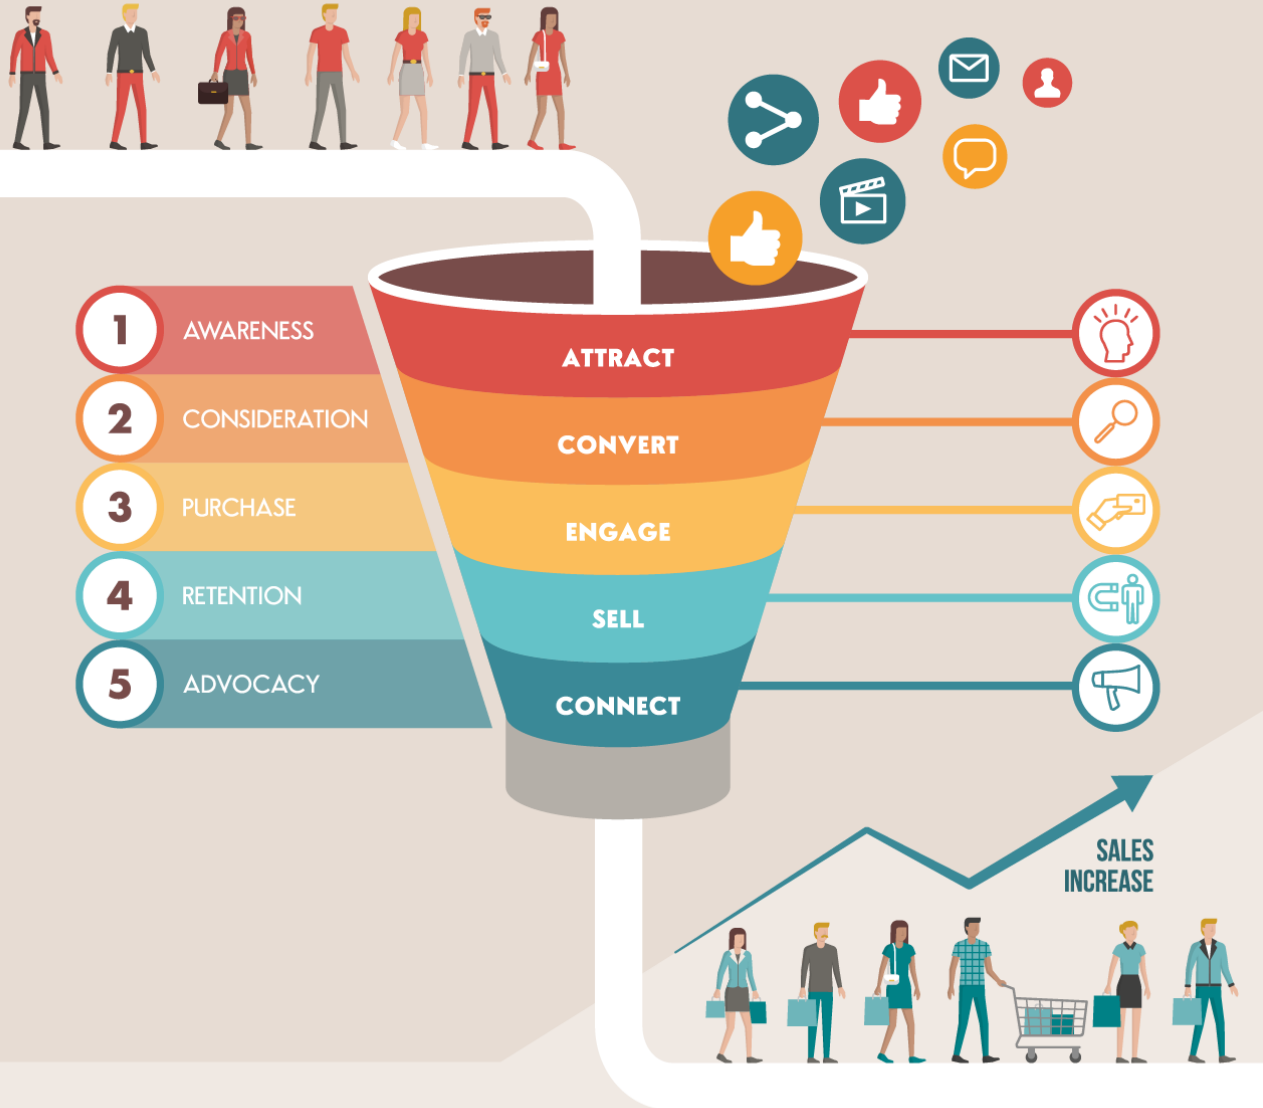 1 AWARENESS
2 CONSIDERATION
3 PURCHASE
4 RETENTION
5 ADVOCACY
ATTRACT
CONVERT
ENGAGE
SELL
CONNECT
SALES
INCREASE